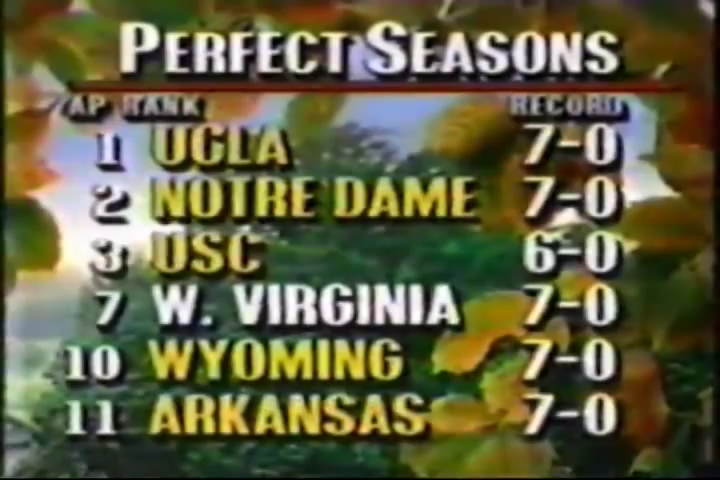 PERFECT SEASONS
AP RANK RECORD
1 UCLA 7-0
2 NOTRE DAME 7-0
3 USC 6-0
7 W. VIRGINIA 7-0
10 WYOMING 7-0
11 ARKANSAS 7-0